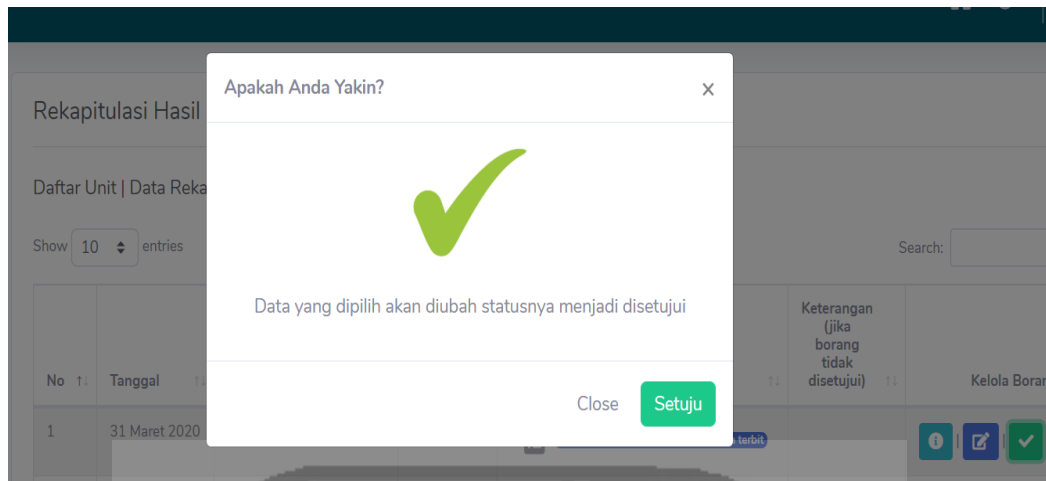 Apakah Anda Yakin?
Rekapitulasi Hasil
Daftar Unit | Data Reka
Show 10 entries
Search:
Data yang dipilih akan diubah statusnya menjadi disetujui
Close Setuju
No Tanggal
Keterangan
(jika
borang
tidak
disetujui)
Kelola Boran
1 31 Maret 2020
terbit